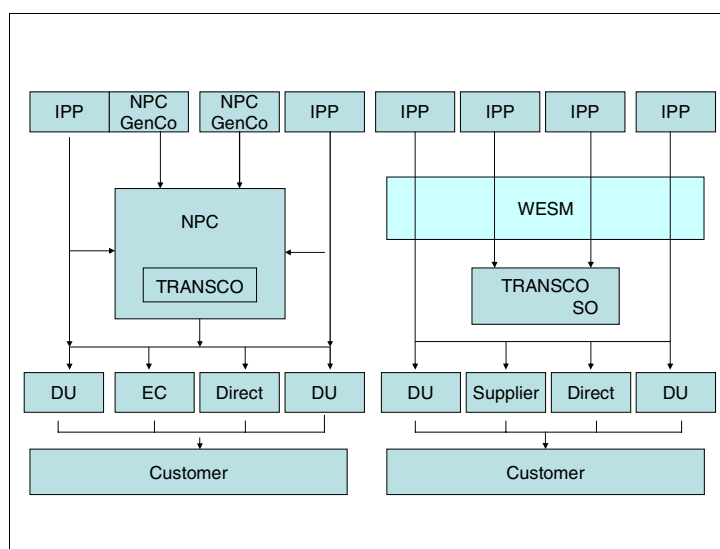 IPP
NPC
GenCo
NPC
GenCo
IPP
IPP
IPP
IPP
IPP
NPC
TRANSCO
WESM
TRANSCO
SO
DU
EC
Direct
DU
DU
Supplier
Direct
DU
Customer
Customer